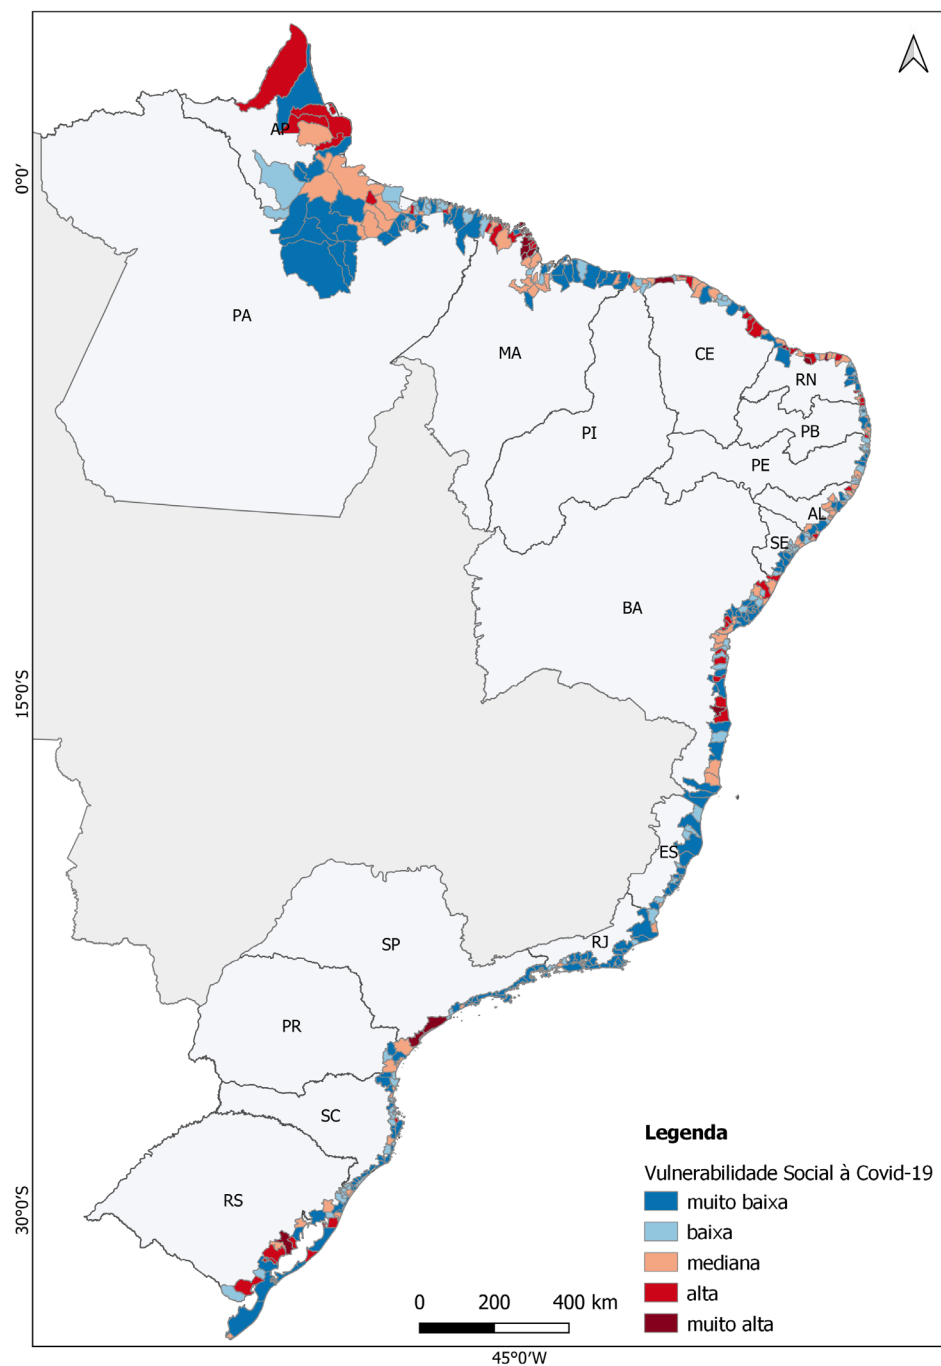 AP
0°0'
PA
MA
CE
RN
PI
PB
PE
AL
SE
BA
15°0'S
ES
RJ
SP
PR
SC
RS
30°0'S
Legenda
Vulnerabilidade Social à Covid-19
muito baixa
baixa
mediana
alta
muito alta
0 200 400 km
45°0'W